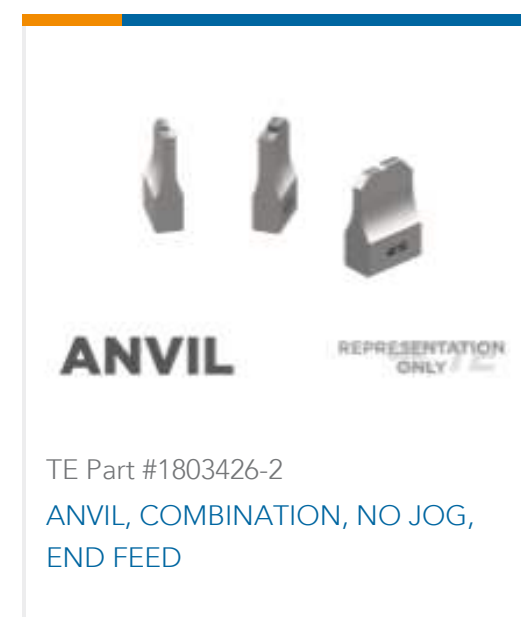 ANVIL
REPRESENTATION
ONLY
TE Part #1803426-2
ANVIL, COMBINATION, NO JOG,
END FEED